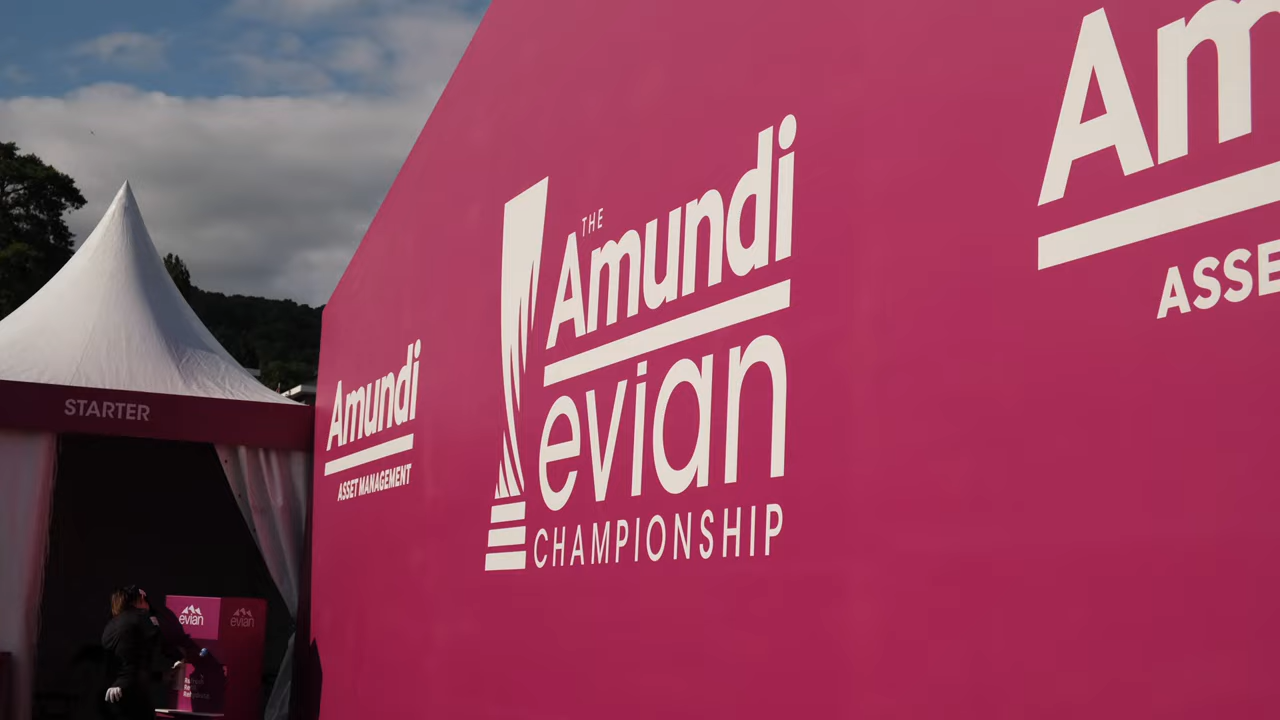 STARTER
Amundi
ASSET MANAGEMENT
THE
Amundi
evian
CHAMPIONSHIP
Am
ASSE
evian
evian